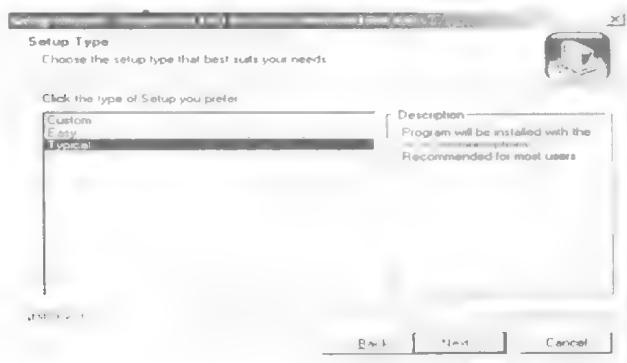 Setup Type
Choose the setup type that best suits your needs
Click the type of Setup you prefer
Custom
Easy
Typical
Description
Program will be installed with the
Recommended for most users
Back
Next
Cancel